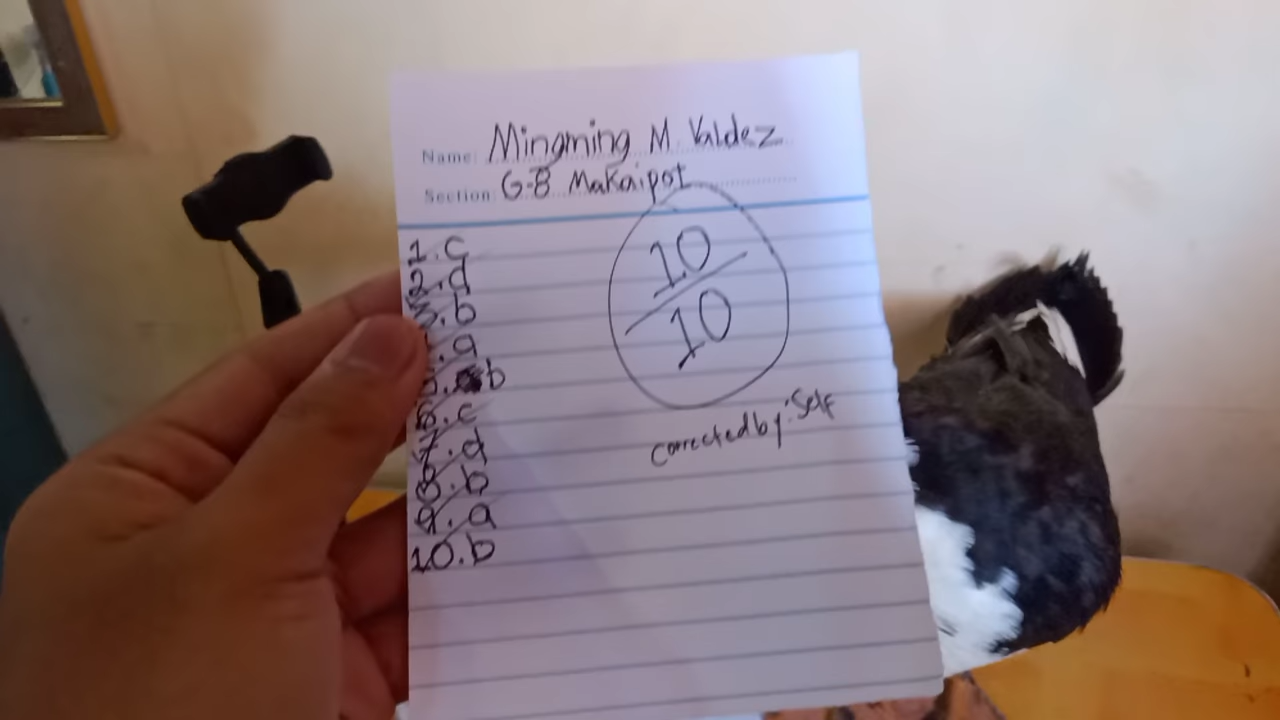 Name: Mingming M. Valdez
Section: G-8 Makaipot
1. c
2. d
3. b
. a
5. b
6. c
7. d
8. b
9. a
10. b
10
10
Corrected by: Self